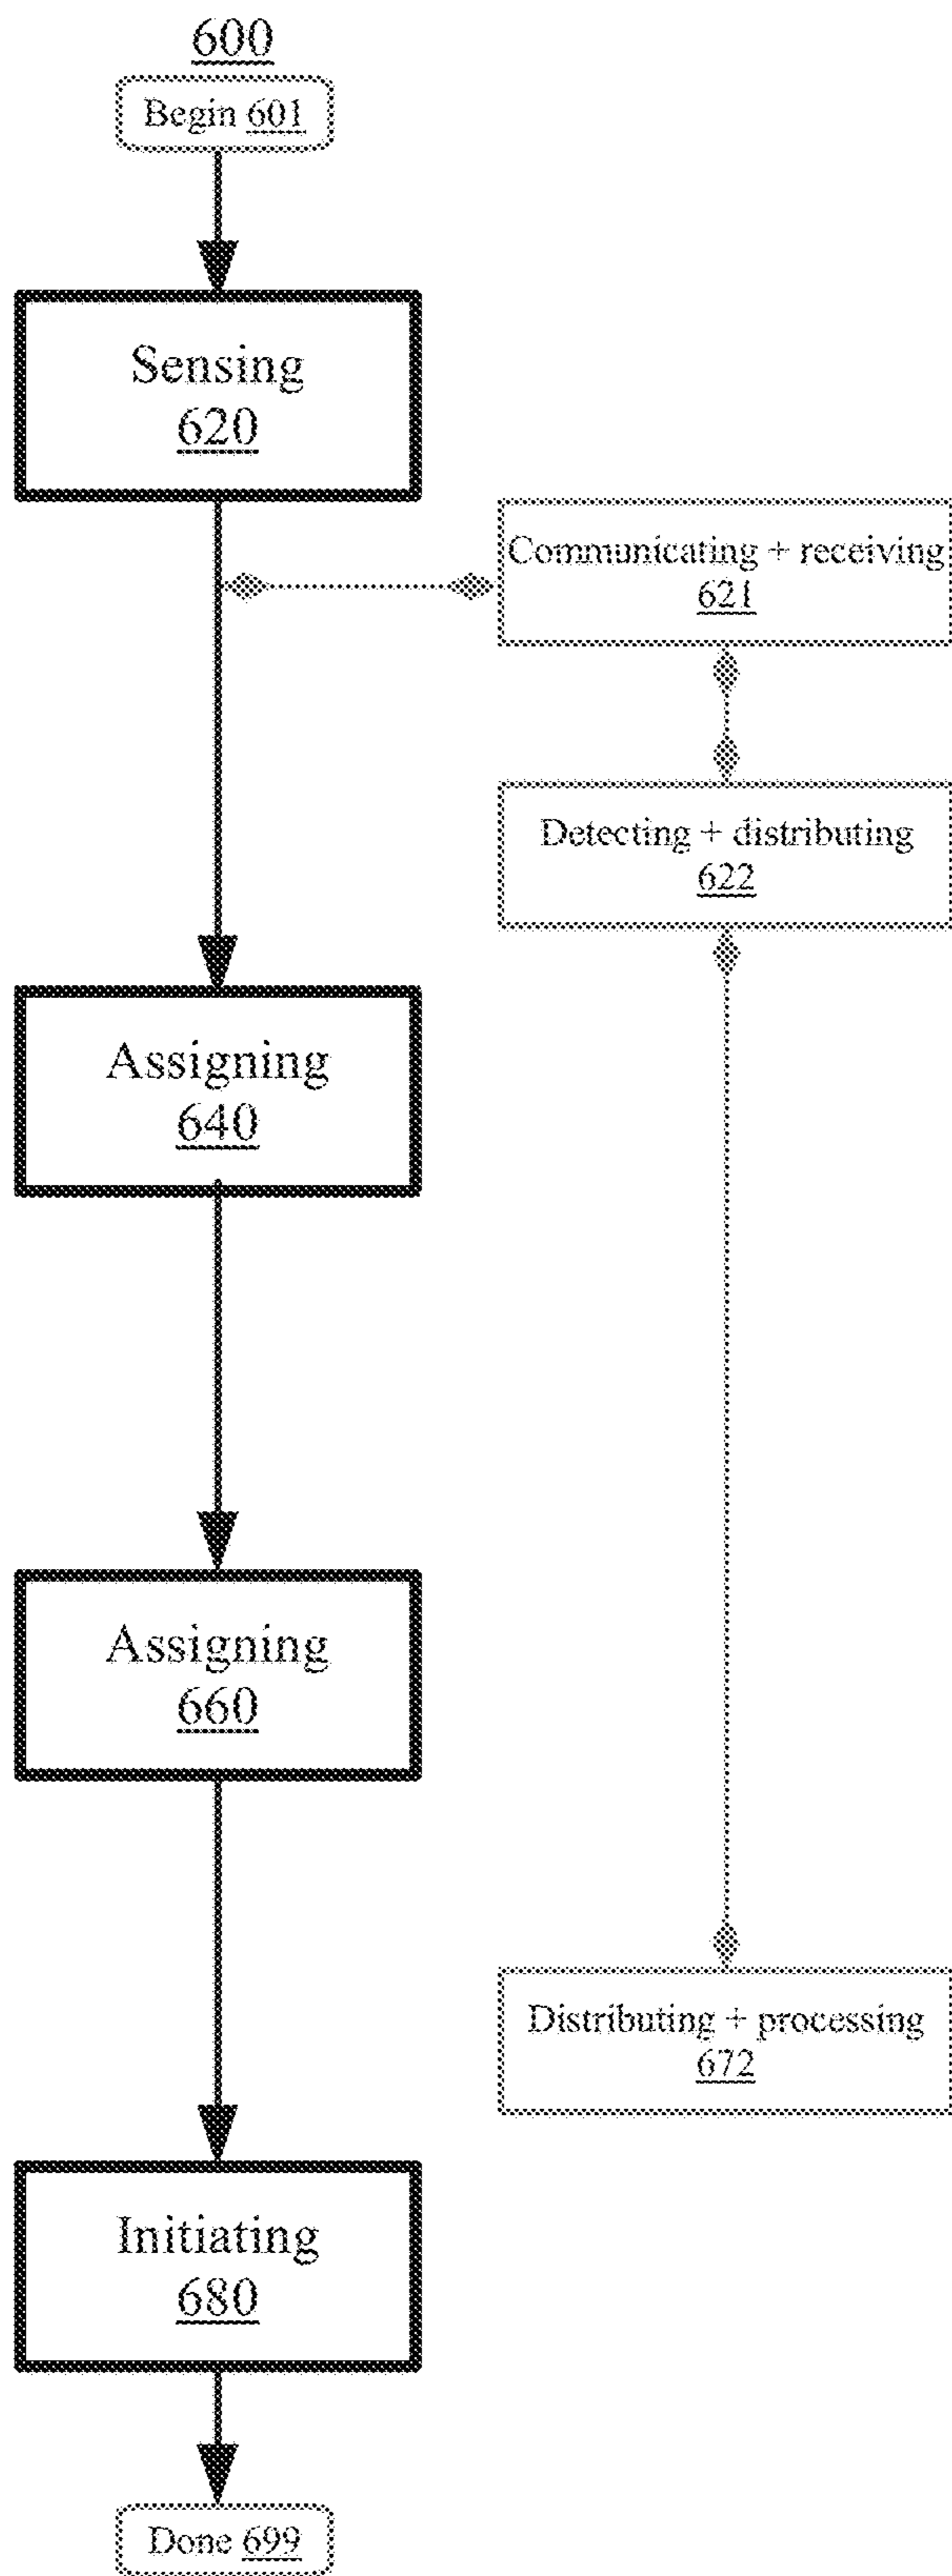 600
Begin 601
Sensing
620
Communicating + receiving
621
Detecting + distributing
622
Assigning
640
Assigning
660
Distributing + processing
672
Initiating
680
Done 699